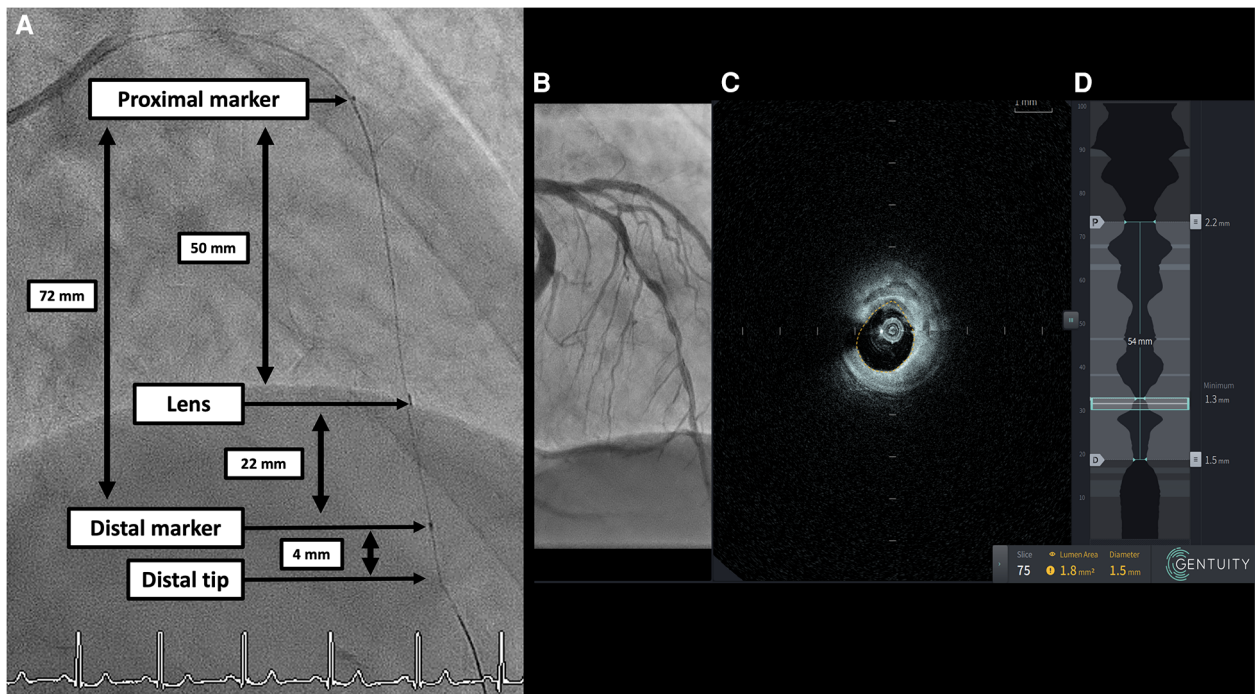 A
Proximal marker
50 mm
72 mm
Lens
22 mm
Distal marker
4 mm
Distal tip
B
C
1 mm
D
100
90
80
P
2.2 mm
70
60
50
54 mm
40
Minimum
1.3 mm
30
20
D
1.5 mm
10
Slice
75
Lumen Area
1.8 mm²
Diameter
1.5 mm
GENTUITY